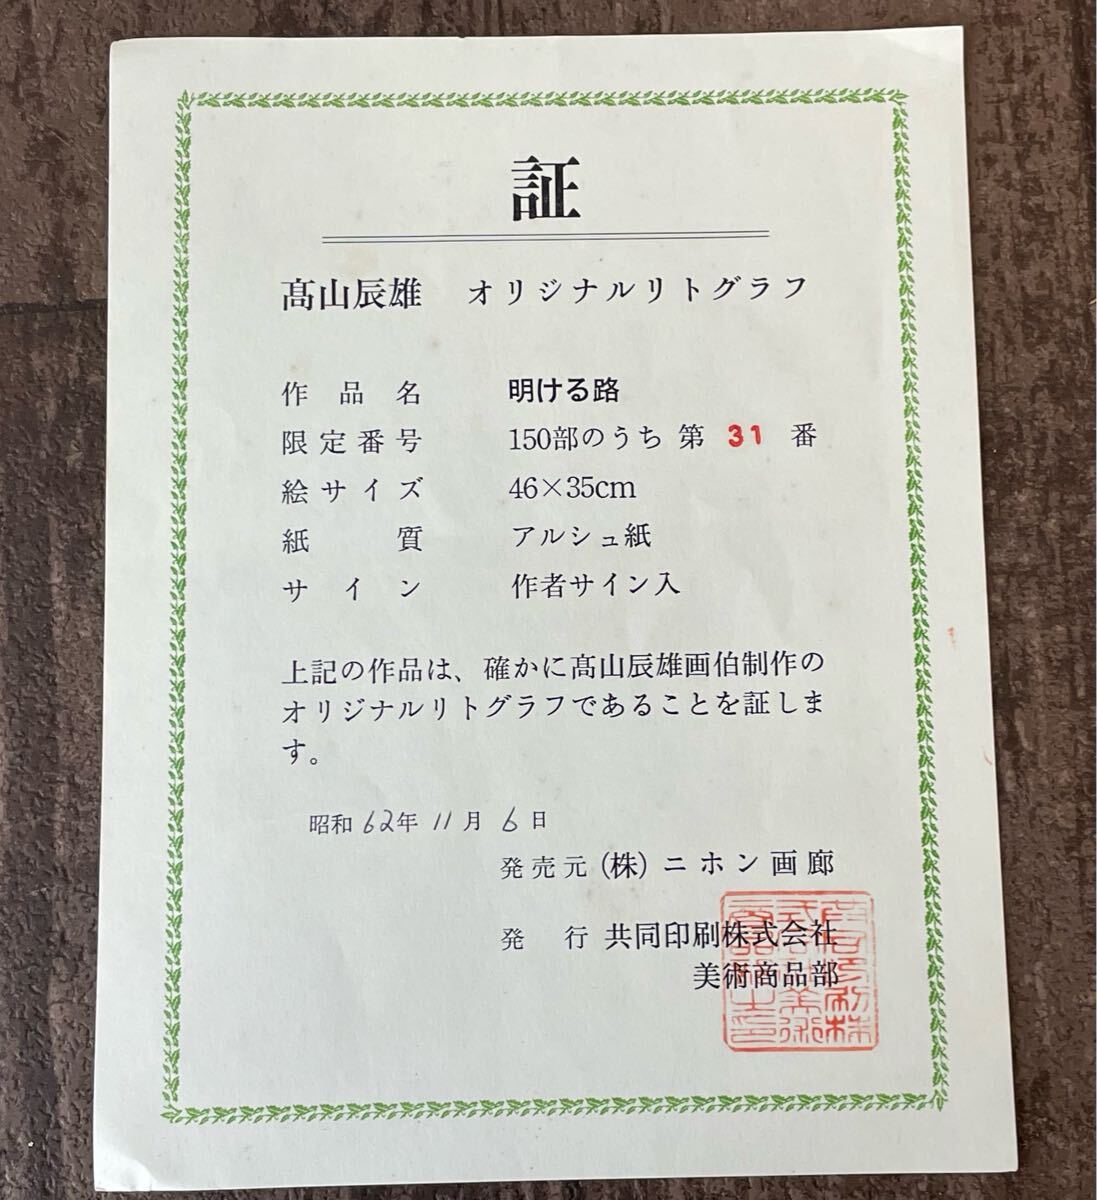 証
髙山辰雄 オリジナルリトグラフ
作品名 明ける路
限定番号 150部のうち 第 31 番
絵サイズ 46×35cm
紙質 アルシュ紙
サイン 作者サイン入
上記の作品は、確かに髙山辰雄画伯制作の
オリジナルリトグラフであることを証しま
す。
昭和 62年 11月 6日
発売元 (株) ニホン画廊
発行 共同印刷株式会社
美術商品部